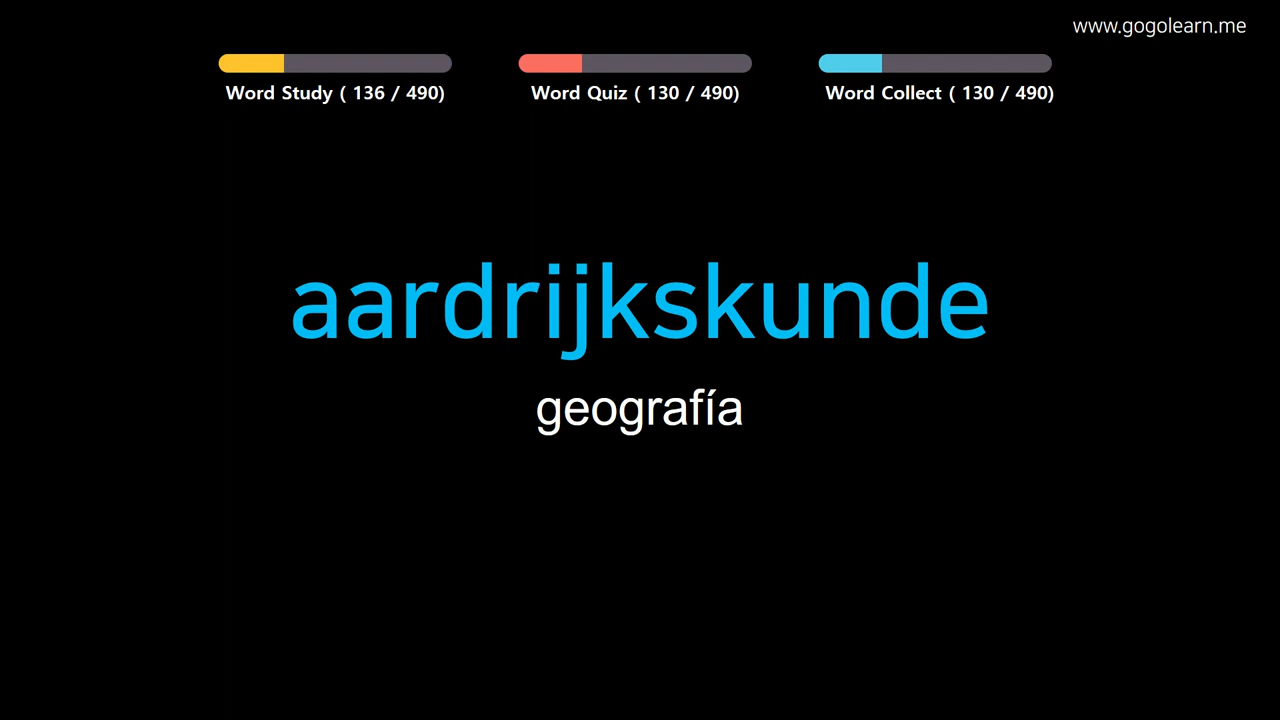 www.gogolearn.me
Word Study ( 136 / 490)
Word Quiz ( 130 / 490)
Word Collect ( 130 / 490)
aardrijkskunde
geografía